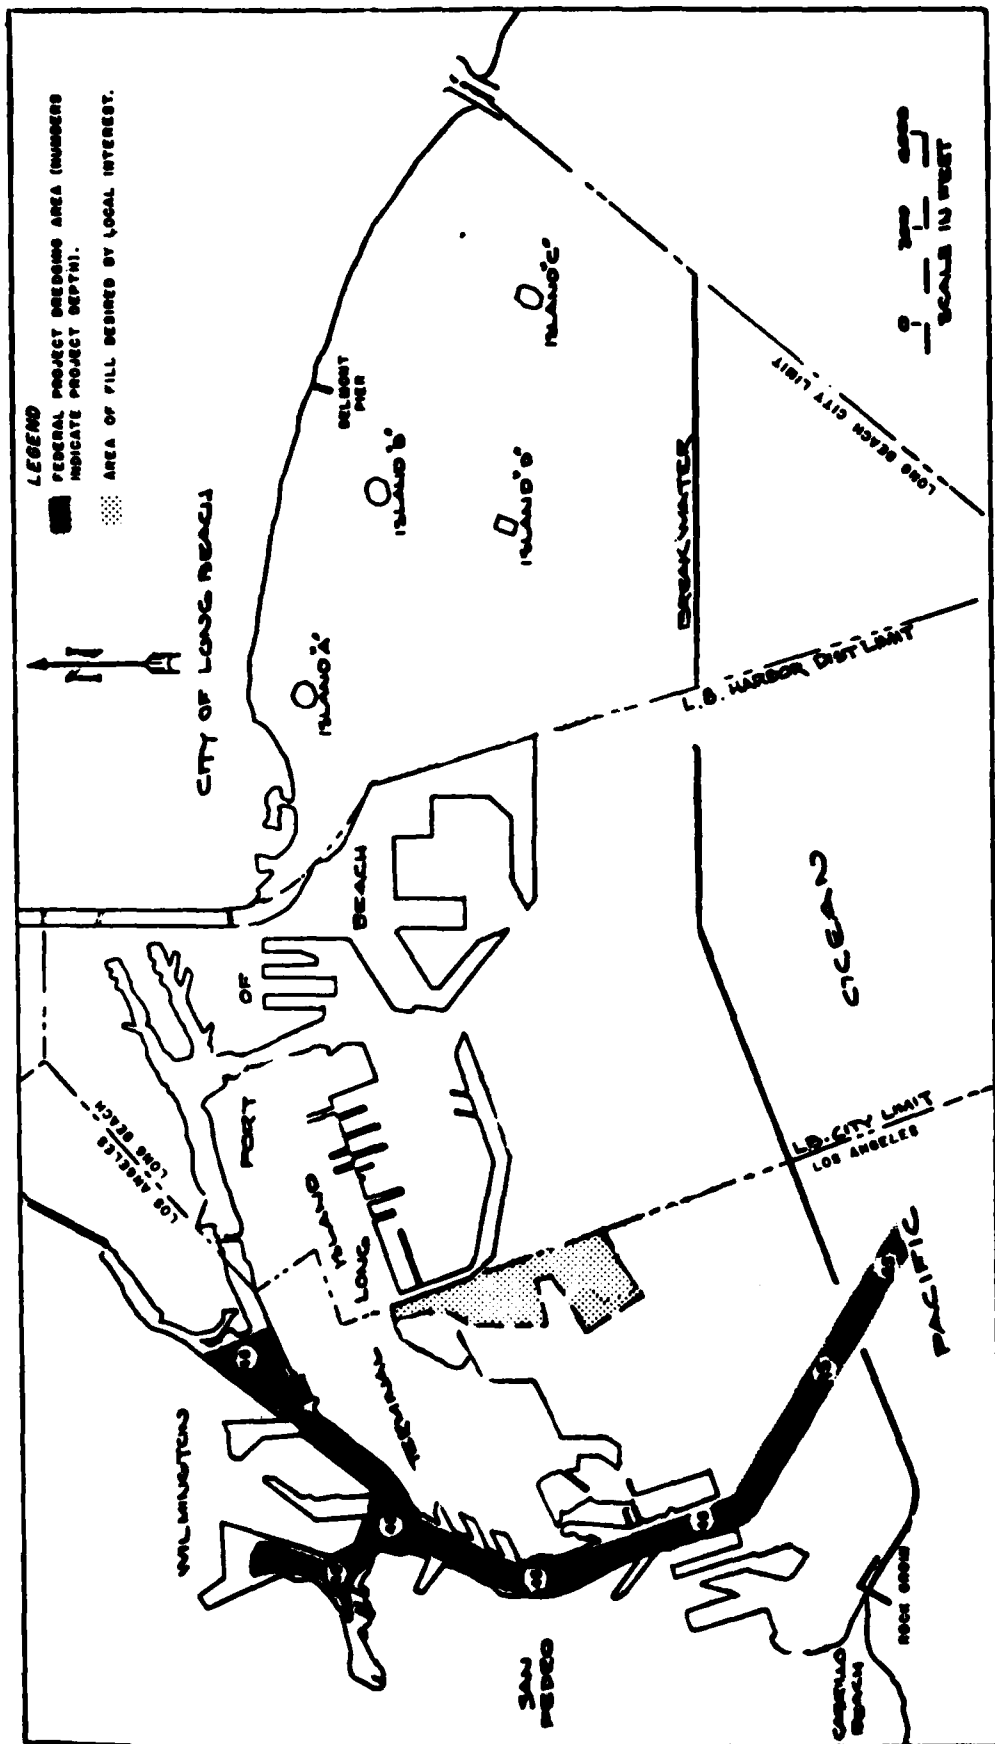 LEGEND
FEDERAL PROJECT DREDGING AREA (NUMBERS
INDICATE PROJECT DEPTH).
AREA OF FILL DESIRED BY LOCAL INTEREST.
N
CITY OF LONG BEACH
WILMINGTON
LOS ANGELES
LONG BEACH
PORT
OF
BEACH
ISLAND
LONG
TERMINAL
ISLAND "A"
ISLAND "B"
BELMONT
PIER
ISLAND "D"
ISLAND "C"
SAN
PEDRO
BREAKWATER
L.B. HARBOR DIST LIMIT
LONG BEACH CITY LIMIT
L.B. CITY LIMIT
LOS ANGELES
CABRILLO
BEACH
ROCK GROIN
PACIFIC
OCEAN
0
SCALE IN FEET